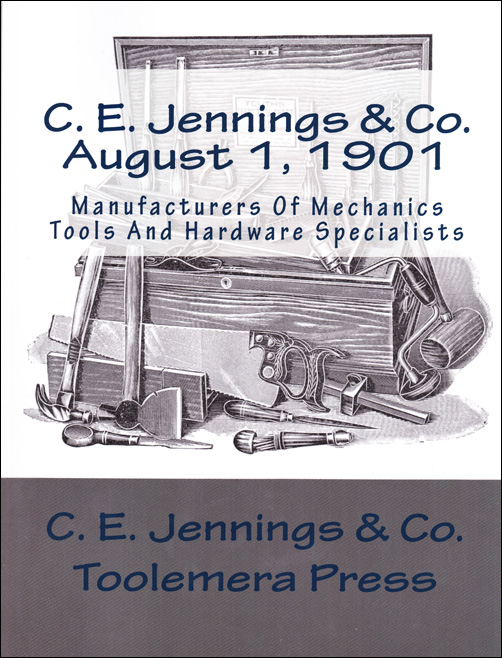 C. E. Jennings & Co.
August 1, 1901
Manufacturers Of Mechanics
Tools And Hardware Specialists
C. E. Jennings & Co.
Toolemera Press